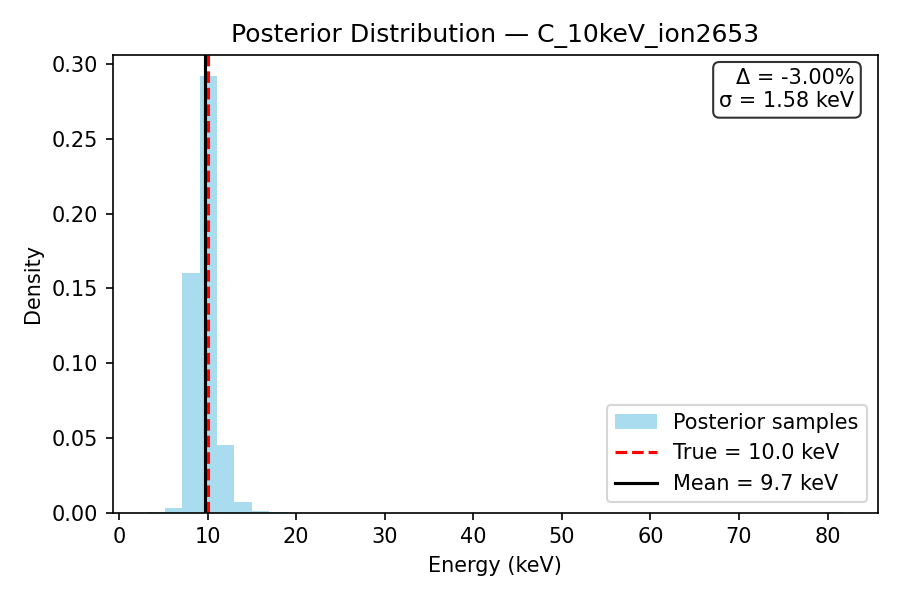 Posterior Distribution — C_10keV_ion2653
Δ = -3.00%
σ = 1.58 keV
0.30
0.25
0.20
0.15
0.10
0.05
0.00
Density
Posterior samples
True = 10.0 keV
Mean = 9.7 keV
0 10 20 30 40 50 60 70 80
Energy (keV)